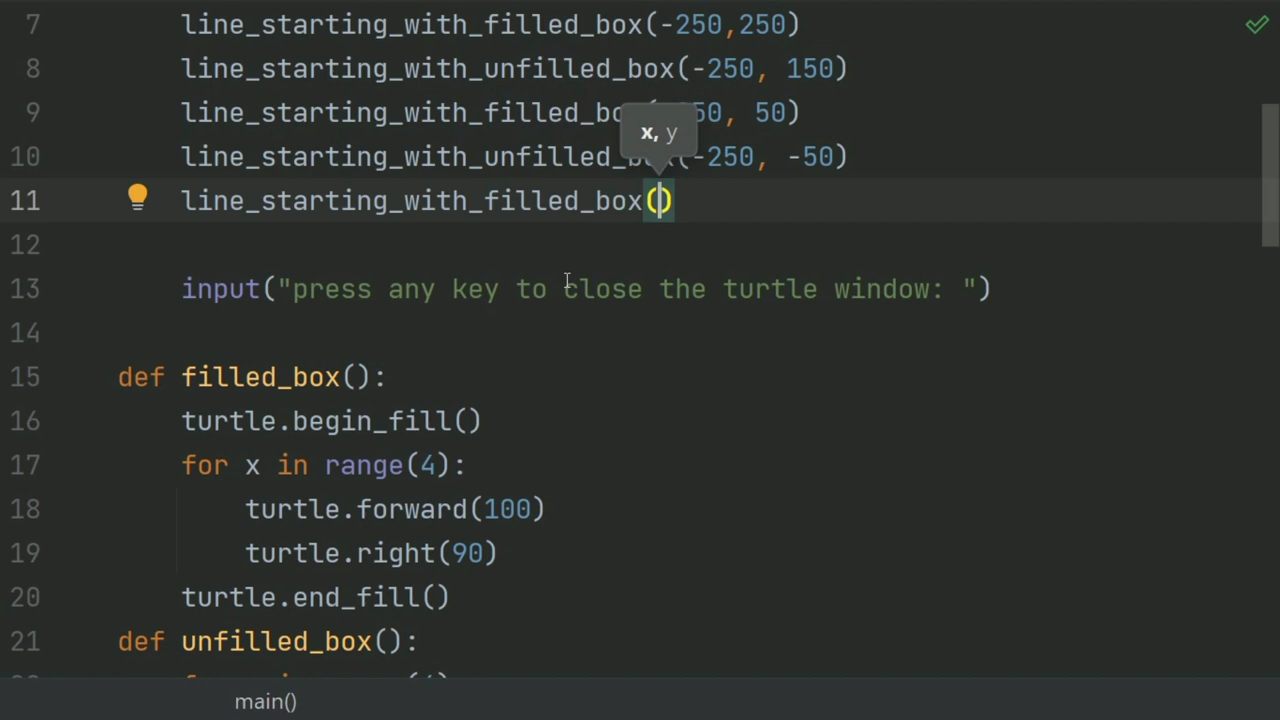 7 line_starting_with_filled_box(-250,250)
8 line_starting_with_unfilled_box(-250, 150)
9 line_starting_with_filled_bo 50, 50)
x, y
10 line_starting_with_unfilled_box(-250, -50)
11 line_starting_with_filled_box()
12
13 input("press any key to close the turtle window: ")
14
15 def filled_box():
16 turtle.begin_fill()
17 for x in range(4):
18 turtle.forward(100)
19 turtle.right(90)
20 turtle.end_fill()
21 def unfilled_box():
main()